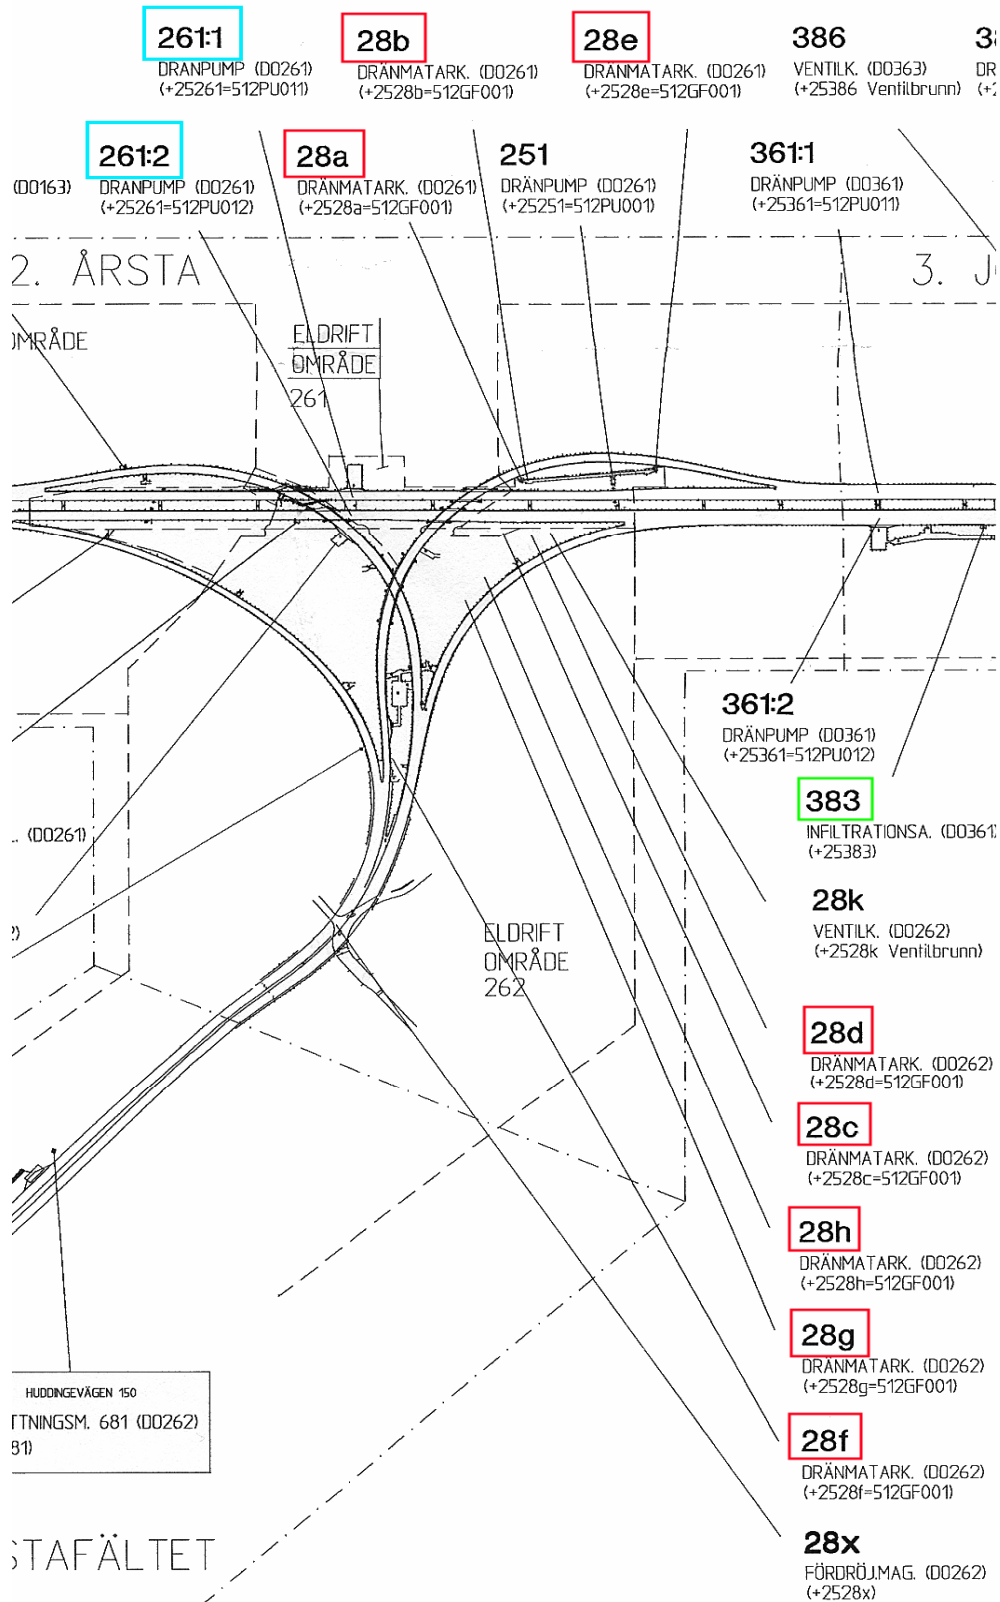 261:1
DRÄNPUMP (D0261)
(+25261=512PU011)
28b
DRÄNMATARK. (D0261)
(+2528b=512GF001)
28e
DRÄNMATARK. (D0261)
(+2528e=512GF001)
386
VENTILK. (D0363)
(+25386 Ventilbrunn)
(D0163)
261:2
DRÄNPUMP (D0261)
(+25261=512PU012)
28a
DRÄNMATARK. (D0261)
(+2528a=512GF001)
251
DRÄNPUMP (D0261)
(+25251=512PU001)
361:1
DRÄNPUMP (D0361)
(+25361=512PU011)
2. ÅRSTA
3. J
OMRÅDE
ELDRIFT
OMRÅDE
261
361:2
DRÄNPUMP (D0361)
(+25361=512PU012)
383
INFILTRATIONSA. (D0361)
(+25383)
. (D0261)
28k
VENTILK. (D0262)
(+2528k Ventilbrunn)
ELDRIFT
OMRÅDE
262
28d
DRÄNMATARK. (D0262)
(+2528d=512GF001)
28c
DRÄNMATARK. (D0262)
(+2528c=512GF001)
28h
DRÄNMATARK. (D0262)
(+2528h=512GF001)
28g
DRÄNMATARK. (D0262)
(+2528g=512GF001)
HUDDINGEVÄGEN 150
TTNINGSM. 681 (D0262)
81)
28f
DRÄNMATARK. (D0262)
(+2528f=512GF001)
STAFÄLTET
28x
FÖRDRÖJ.MAG. (D0262)
(+2528x)